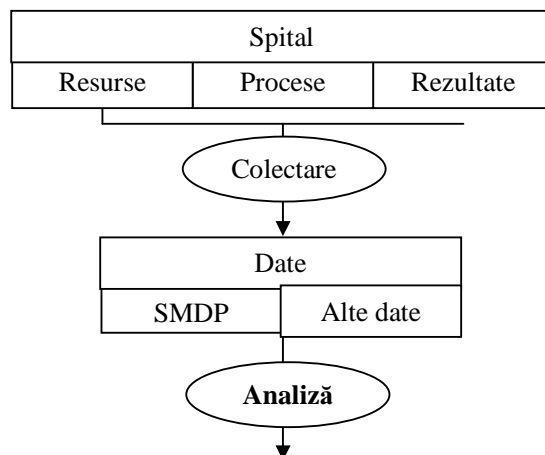 Spital
Resurse Procese Rezultate
Colectare
Date
SMDP Alte date
Analiză